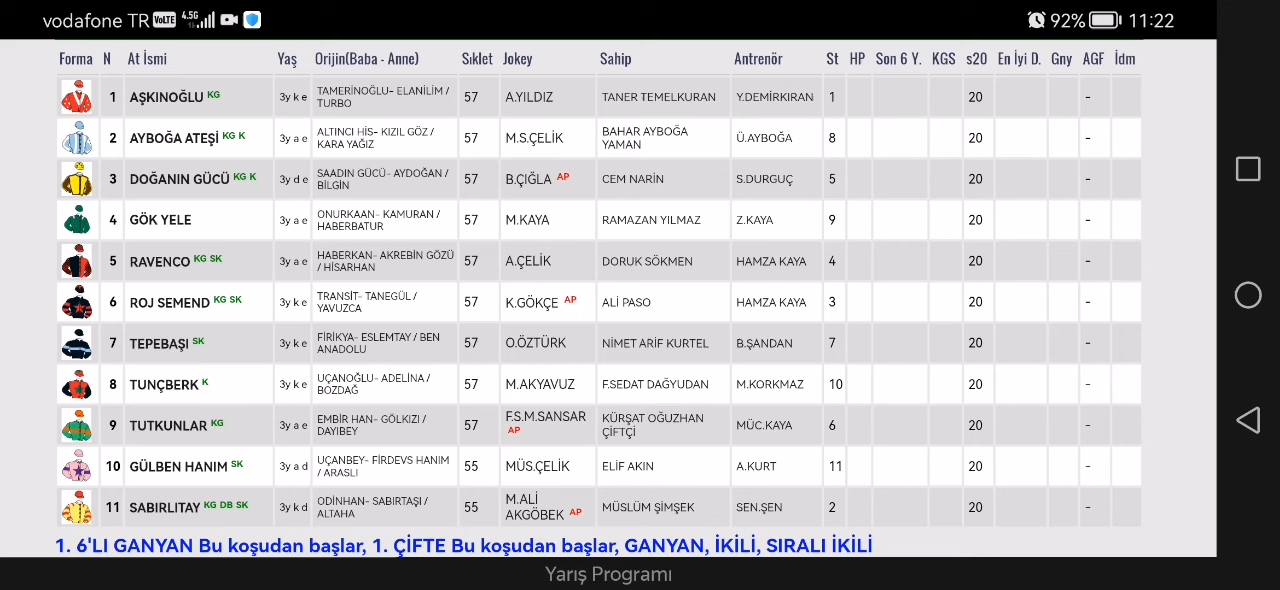 vodafone TR VoLTE 4.5G 92% 11:22
Forma N At İsmi Yaş Orijin(Baba - Anne) Sıklet Jokey Sahip Antrenör St HP Son 6 Y. KGS s20 En İyi D. Gny AGF İdm
1 AŞKINOĞLU KG 3y k e TAMERİNOĞLU- ELANİLİM / TURBO 57 A.YILDIZ TANER TEMELKURAN Y.DEMİRKIRAN 1 20 -
2 AYBOĞA ATEŞİ KG K 3y a e ALTINCI HİS- KIZIL GÖZ / KARA YAĞIZ 57 M.S.ÇELİK BAHAR AYBOĞA YAMAN Ü.AYBOĞA 8 20 -
3 DOĞANIN GÜCÜ KG K 3y d e SAADIN GÜCÜ- AYDOĞAN / BİLGİN 57 B.ÇIĞLA AP CEM NARİN S.DURGUÇ 5 20 -
4 GÖK YELE 3y a e ONURKAAN- KAMURAN / HABERBATUR 57 M.KAYA RAMAZAN YILMAZ Z.KAYA 9 20 -
5 RAVENCO KG SK 3y a e HABERKAN- AKREBİN GÖZÜ / HİSARHAN 57 A.ÇELİK DORUK SÖKMEN HAMZA KAYA 4 20 -
6 ROJ SEMEND KG SK 3y k e TRANSİT- TANEGÜL / YAVUZCA 57 K.GÖKÇE AP ALİ PASO HAMZA KAYA 3 20 -
7 TEPEBAŞI SK 3y k e FİRİKYA- ESLEMTAY / BEN ANADOLU 57 O.ÖZTÜRK NİMET ARİF KURTEL B.ŞANDAN 7 20 -
8 TUNÇBERK K 3y k e UÇANOĞLU- ADELİNA / BOZDAĞ 57 M.AKYAVUZ F.SEDAT DAĞYUDAN M.KORKMAZ 10 20 -
9 TUTKUNLAR KG 3y a e EMBİR HAN- GÖLKIZI / DAYIBEY 57 F.S.M.SANSAR AP KÜRŞAT OĞUZHAN ÇİFTÇİ MÜC.KAYA 6 20 -
10 GÜLBEN HANIM SK 3y a d UÇANBEY- FİRDEVS HANIM / ARASLI 55 MÜS.ÇELİK ELİF AKIN A.KURT 11 20 -
11 SABIRLITAY KG DB SK 3y k d ODİNHAN- SABIRTAŞI / ALTAHA 55 M.ALİ AKGÖBEK AP MÜSLÜM ŞİMŞEK SEN.ŞEN 2 20 -
1. 6'LI GANYAN Bu koşudan başlar, 1. ÇİFTE Bu koşudan başlar, GANYAN, İKİLİ, SIRALI İKİLİ
Yarış Programı